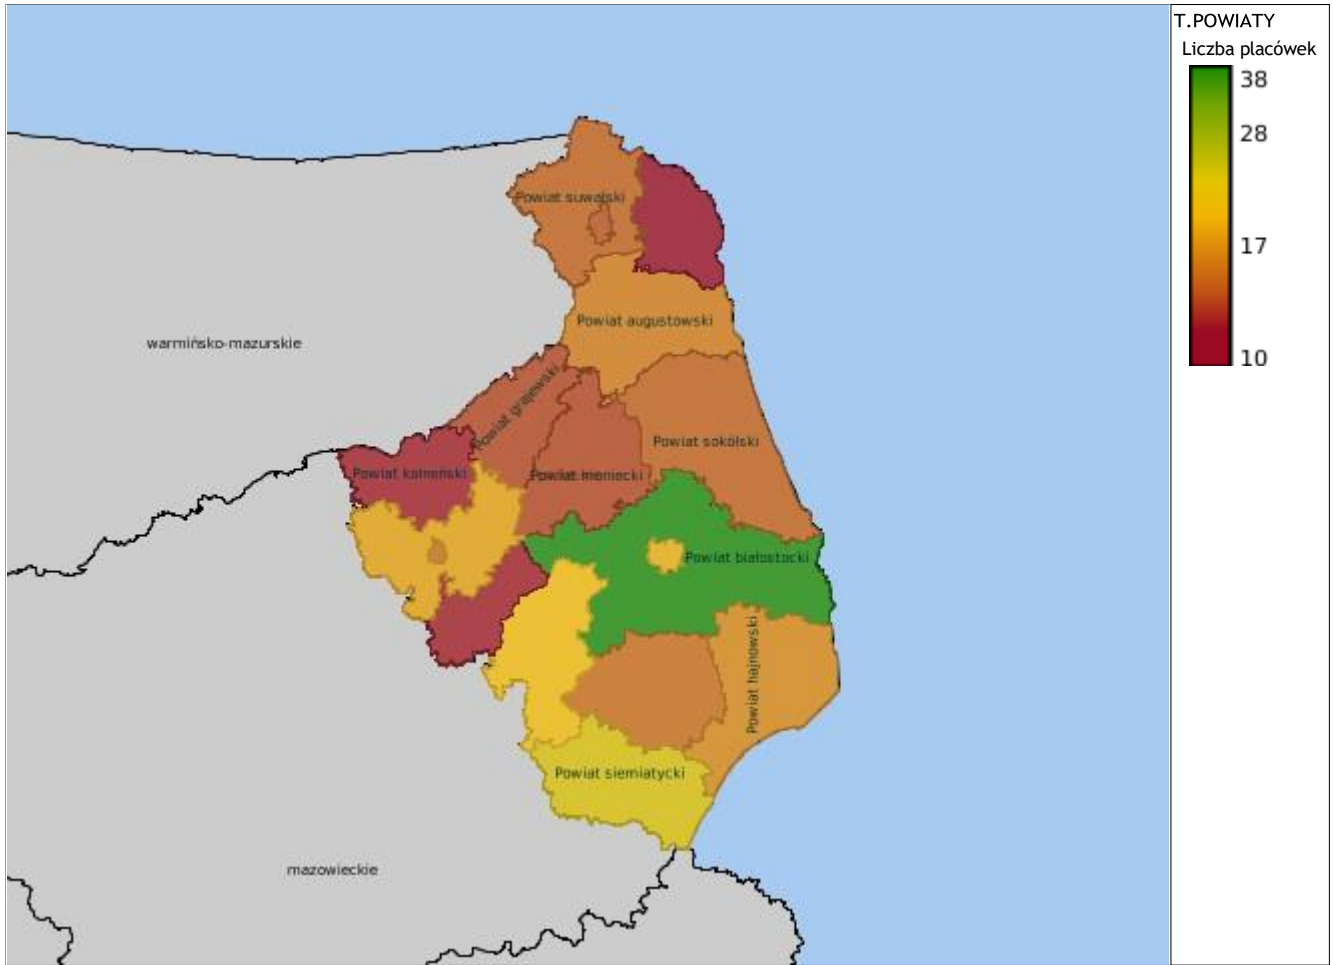 T.POWIATY
Liczba placówek
38
28
17
10
Powiat suwalski
Powiat augustowski
warmińsko-mazurskie
Powiat grajewski
Powiat sokólski
Powiat kolneński
Powiat moniecki
Powiat białostocki
Powiat hajnowski
Powiat siemiatycki
mazowieckie